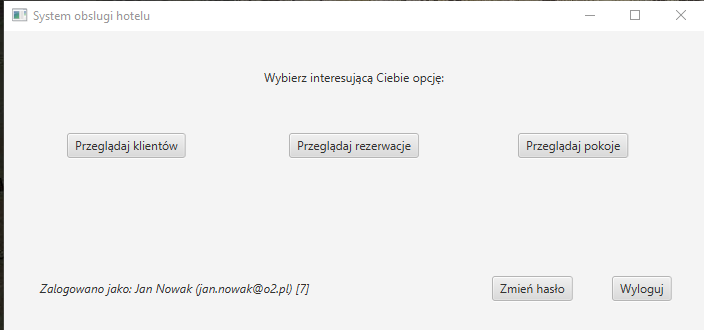 System obslugi hotelu
Wybierz interesującą Ciebie opcję:
Przeglądaj klientów
Przeglądaj rezerwacje
Przeglądaj pokoje
Zalogowano jako: Jan Nowak (jan.nowak@o2.pl) [7]
Zmień hasło
Wyloguj